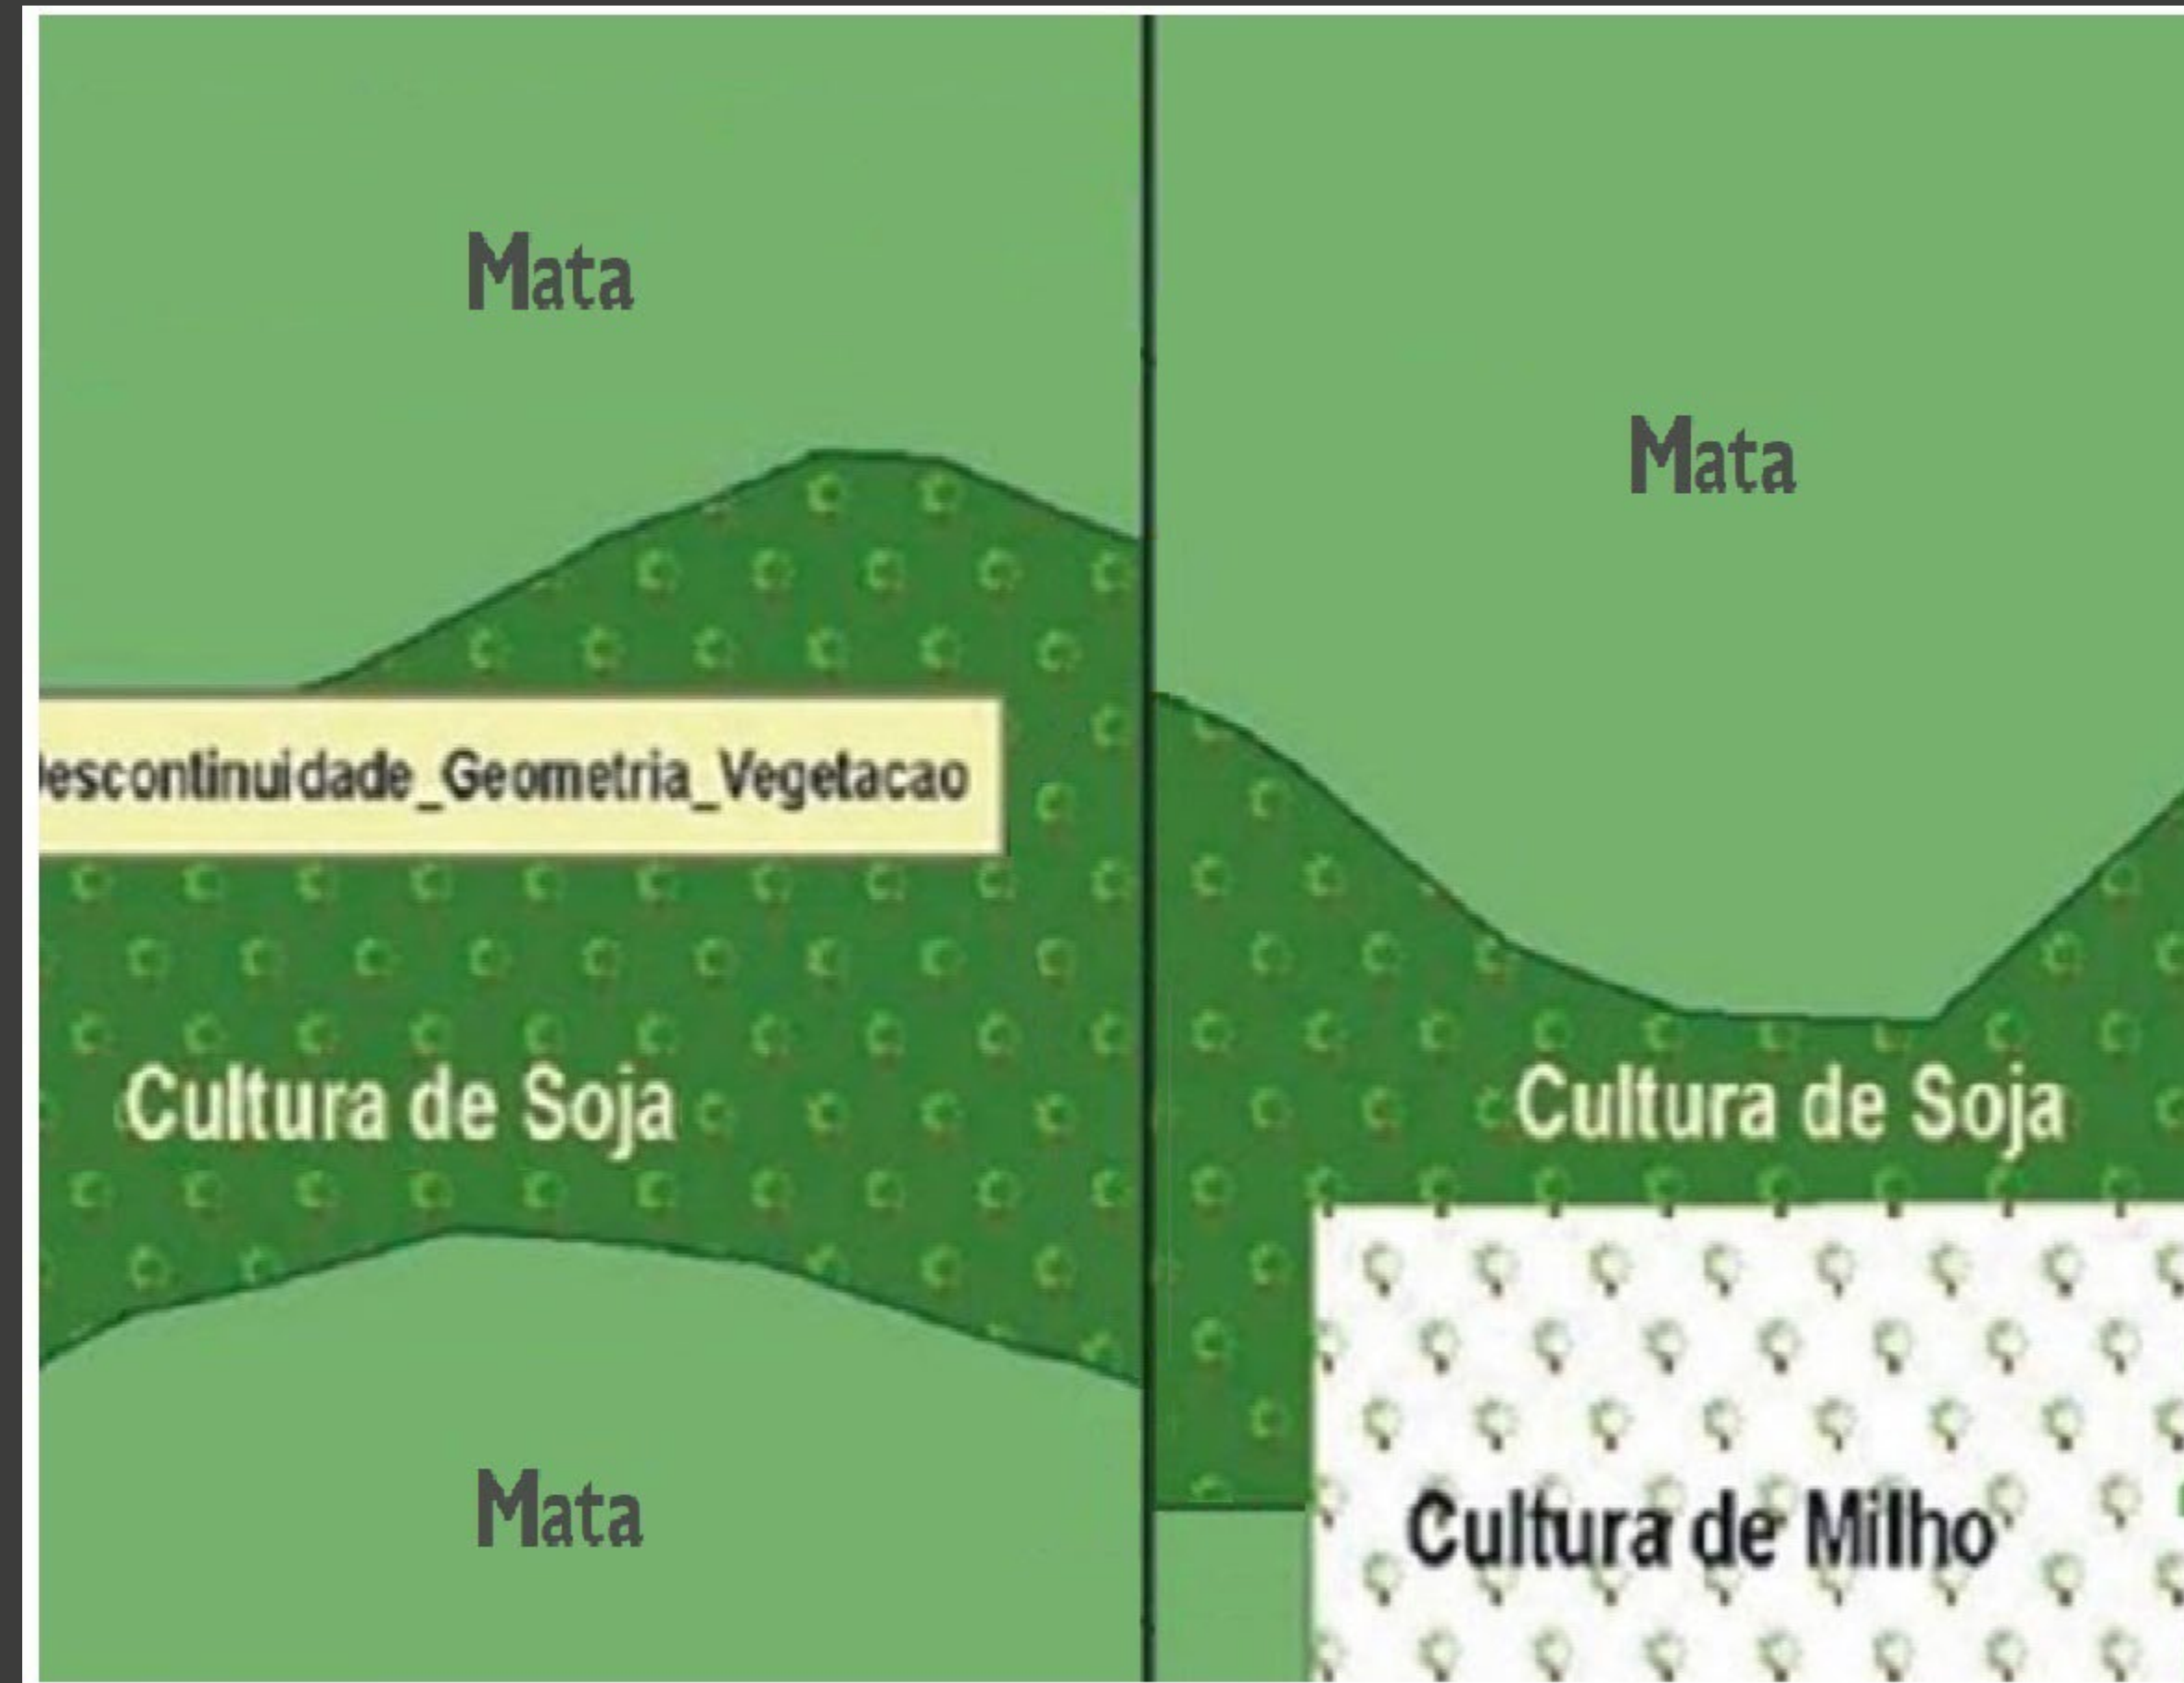 Mata
Mata
escontinuidade_Geometria_Vegetacao
Cultura de Soja
Cultura de Soja
Mata
Cultura de Milho